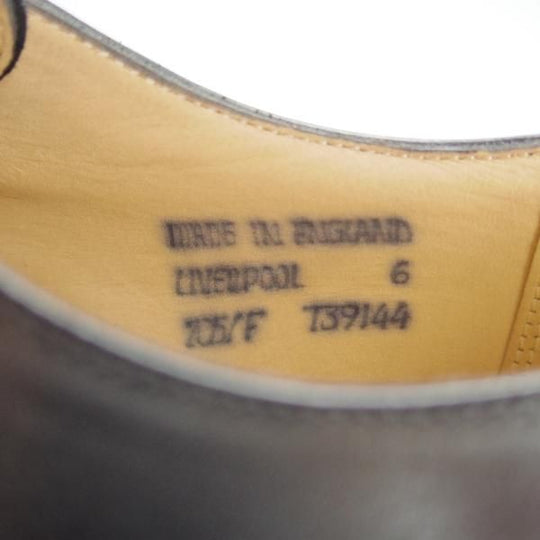 MADE IN ENGLAND
LIVERPOOL 6
705/F T39144